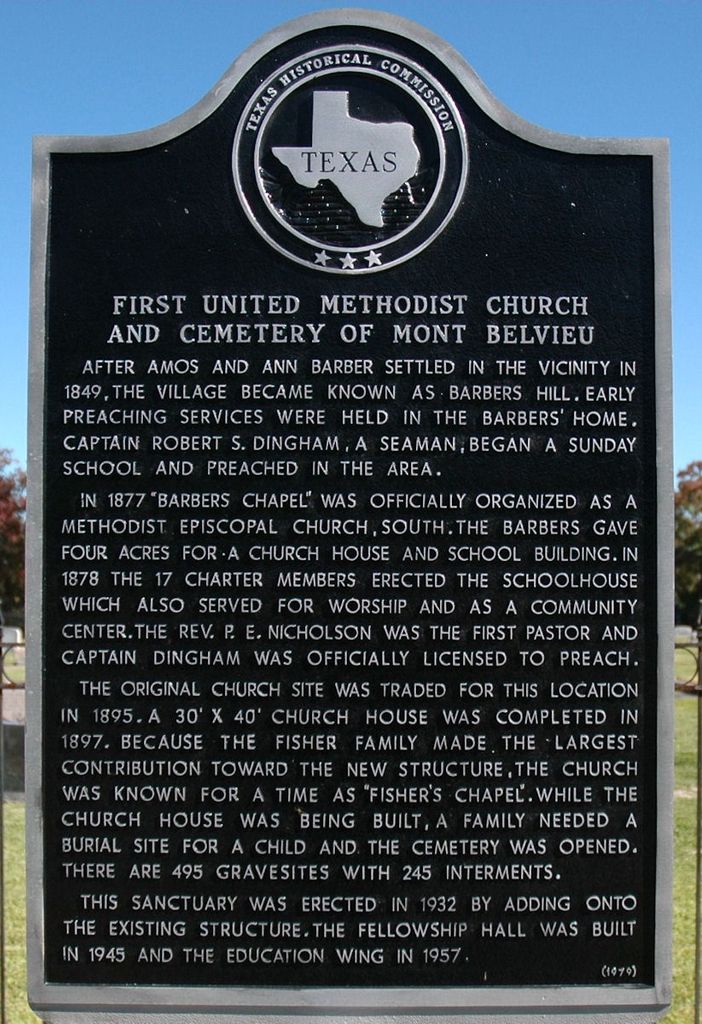 TEXAS HISTORICAL COMMISSION
TEXAS
FIRST UNITED METHODIST CHURCH
AND CEMETERY OF MONT BELVIEU
AFTER AMOS AND ANN BARBER SETTLED IN THE VICINITY IN
1849, THE VILLAGE BECAME KNOWN AS BARBERS HILL. EARLY
PREACHING SERVICES WERE HELD IN THE BARBERS' HOME.
CAPTAIN ROBERT S. DINGHAM, A SEAMAN, BEGAN A SUNDAY
SCHOOL AND PREACHED IN THE AREA.
IN 1877 "BARBERS CHAPEL" WAS OFFICIALLY ORGANIZED AS A
METHODIST EPISCOPAL CHURCH, SOUTH. THE BARBERS GAVE
FOUR ACRES FOR A CHURCH HOUSE AND SCHOOL BUILDING. IN
1878 THE 17 CHARTER MEMBERS ERECTED THE SCHOOLHOUSE
WHICH ALSO SERVED FOR WORSHIP AND AS A COMMUNITY
CENTER. THE REV. P. E. NICHOLSON WAS THE FIRST PASTOR AND
CAPTAIN DINGHAM WAS OFFICIALLY LICENSED TO PREACH.
THE ORIGINAL CHURCH SITE WAS TRADED FOR THIS LOCATION
IN 1895. A 30' X 40' CHURCH HOUSE WAS COMPLETED IN
1897. BECAUSE THE FISHER FAMILY MADE THE LARGEST
CONTRIBUTION TOWARD THE NEW STRUCTURE, THE CHURCH
WAS KNOWN FOR A TIME AS "FISHER'S CHAPEL". WHILE THE
CHURCH HOUSE WAS BEING BUILT, A FAMILY NEEDED A
BURIAL SITE FOR A CHILD AND THE CEMETERY WAS OPENED.
THERE ARE 495 GRAVESITES WITH 245 INTERMENTS.
THIS SANCTUARY WAS ERECTED IN 1932 BY ADDING ONTO
THE EXISTING STRUCTURE. THE FELLOWSHIP HALL WAS BUILT
IN 1945 AND THE EDUCATION WING IN 1957.
(1979)